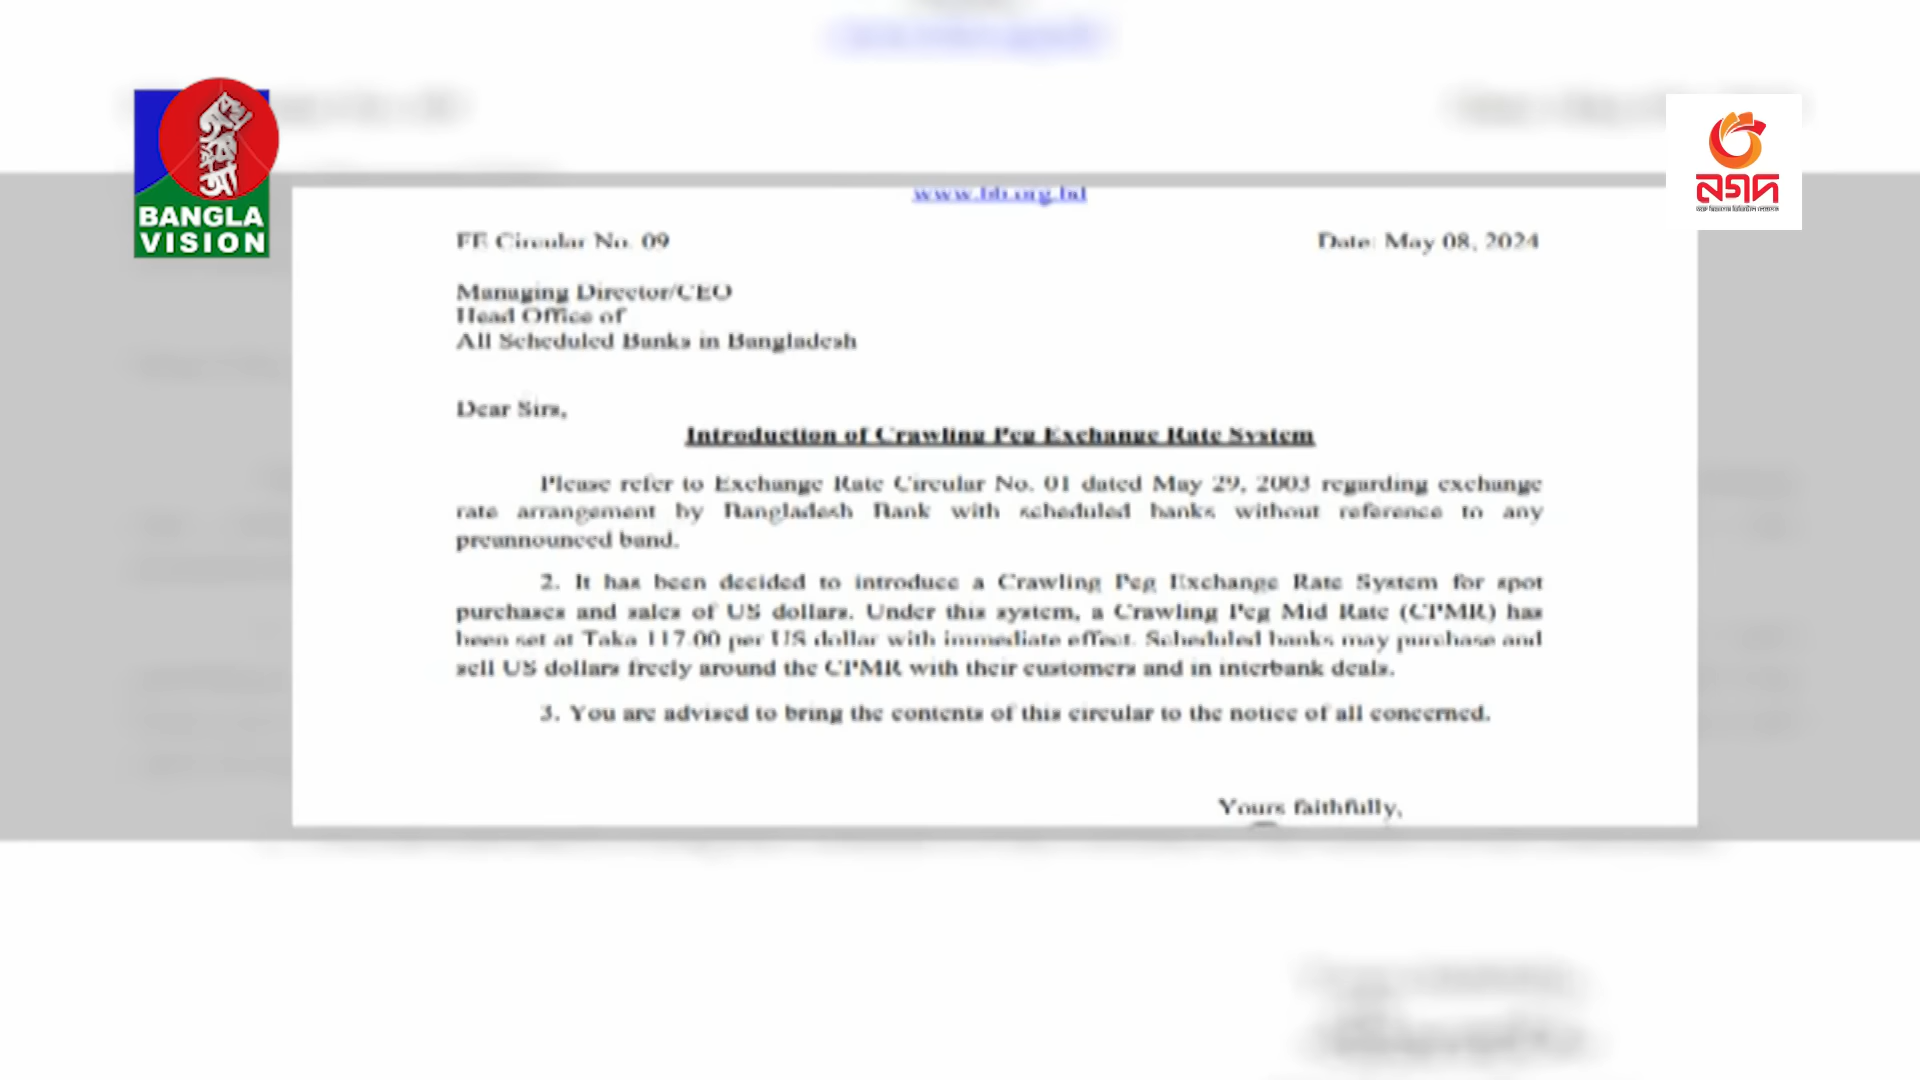 BANGLA
VISION
নগদ
www.bb.org.bd
FE Circular No. 09
Date: May 08, 2024
Managing Director/CEO
Head Office of
All Scheduled Banks in Bangladesh
Dear Sirs,
Introduction of Crawling Peg Exchange Rate System
Please refer to Exchange Rate Circular No. 01 dated May 29, 2003 regarding exchange
rate arrangement by Bangladesh Bank with scheduled banks without reference to any
preannounced band.
2. It has been decided to introduce a Crawling Peg Exchange Rate System for spot
purchases and sales of US dollars. Under this system, a Crawling Peg Mid Rate (CPMR) has
been set at Taka 117.00 per US dollar with immediate effect. Scheduled banks may purchase and
sell US dollars freely around the CPMR with their customers and in interbank deals.
3. You are advised to bring the contents of this circular to the notice of all concerned.
Yours faithfully,